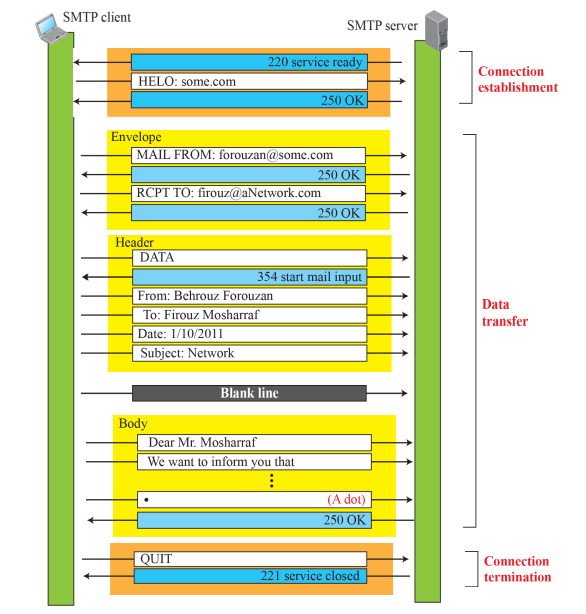 SMTP client
SMTP server
220 service ready
HELO: some.com
250 OK
Connection
establishment
Envelope
MAIL FROM: forouzan@some.com
250 OK
RCPT TO: firouz@aNetwork.com
250 OK
Header
DATA
354 start mail input
From: Behrouz Forouzan
To: Firouz Mosharraf
Date: 1/10/2011
Subject: Network
Data
transfer
Blank line
Body
Dear Mr. Mosharraf
We want to inform you that
⋮
• (A dot)
250 OK
QUIT
221 service closed
Connection
termination